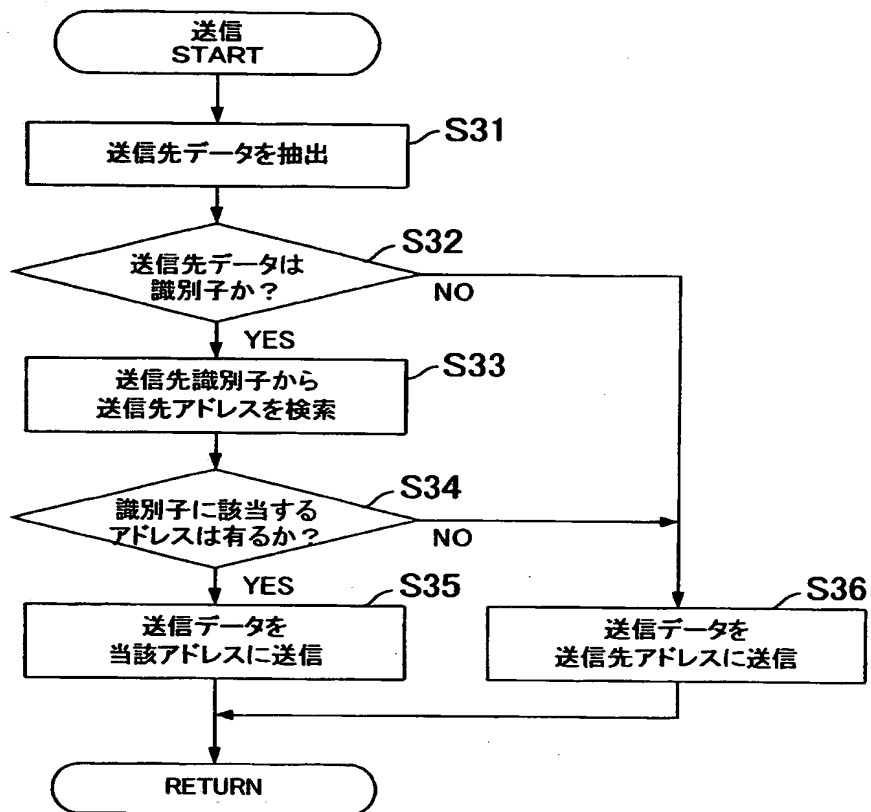 送信
START
送信先データを抽出
S31
送信先データは
識別子か?
S32
NO
YES
送信先識別子から
送信先アドレスを検索
S33
識別子に該当する
アドレスは有るか?
S34
NO
YES
送信データを
当該アドレスに送信
S35
送信データを
送信先アドレスに送信
S36
RETURN